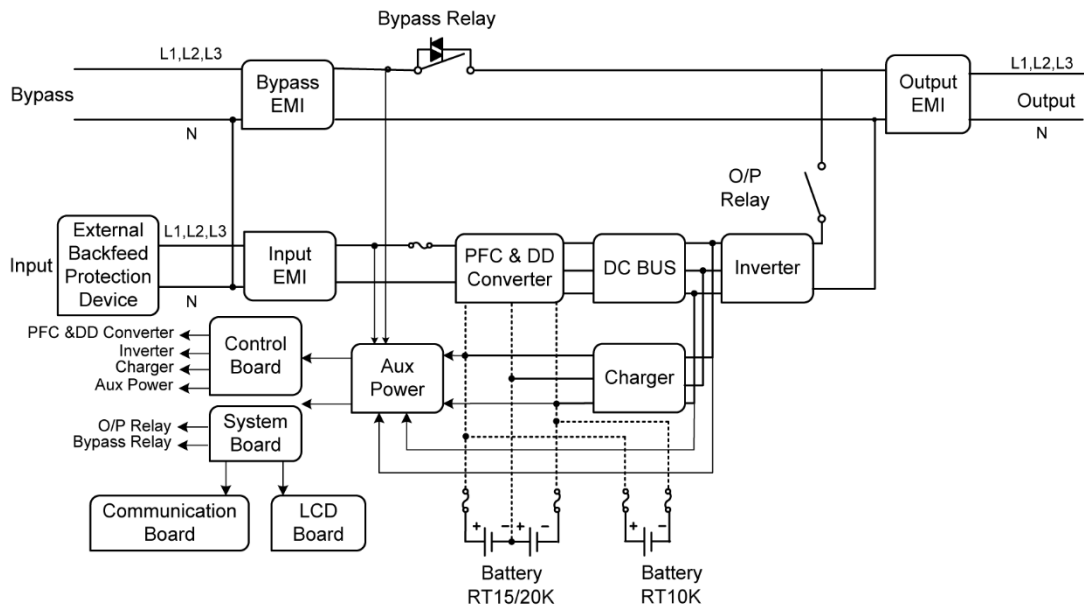 Bypass Relay
L1,L2,L3
Bypass
Bypass
EMI
N
Output
EMI
L1,L2,L3
Output
N
O/P
Relay
Input
External
Backfeed
Protection
Device
L1,L2,L3
N
Input
EMI
PFC & DD
Converter
DC BUS
Inverter
PFC &DD Converter
Inverter
Charger
Aux Power
Control
Board
Aux
Power
Charger
O/P Relay
Bypass Relay
System
Board
Communication
Board
LCD
Board
+ − + −
+ −
Battery
RT15/20K
Battery
RT10K